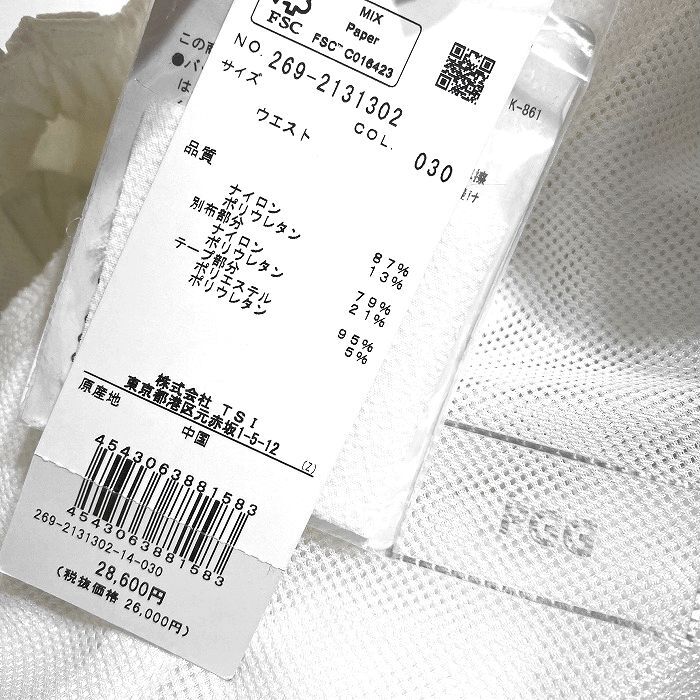 MIX
Paper
FSC
FSC™ C016423
この商
●パ
は
NO. 269-2131302
サイズ
COL. 030
ウエスト
品質
ナイロン 87%
ポリウレタン 13%
別布部分
ナイロン 79%
ポリウレタン 21%
テープ部分
ポリエステル 95%
ポリウレタン 5%
株式会社 TSI
東京都港区元赤坂1-5-12
原産地 中国 (Z)
4543063881583
4543063881583
269-2131302-14-030
28,600円
(税抜価格 26,000円)
K-861
PGG